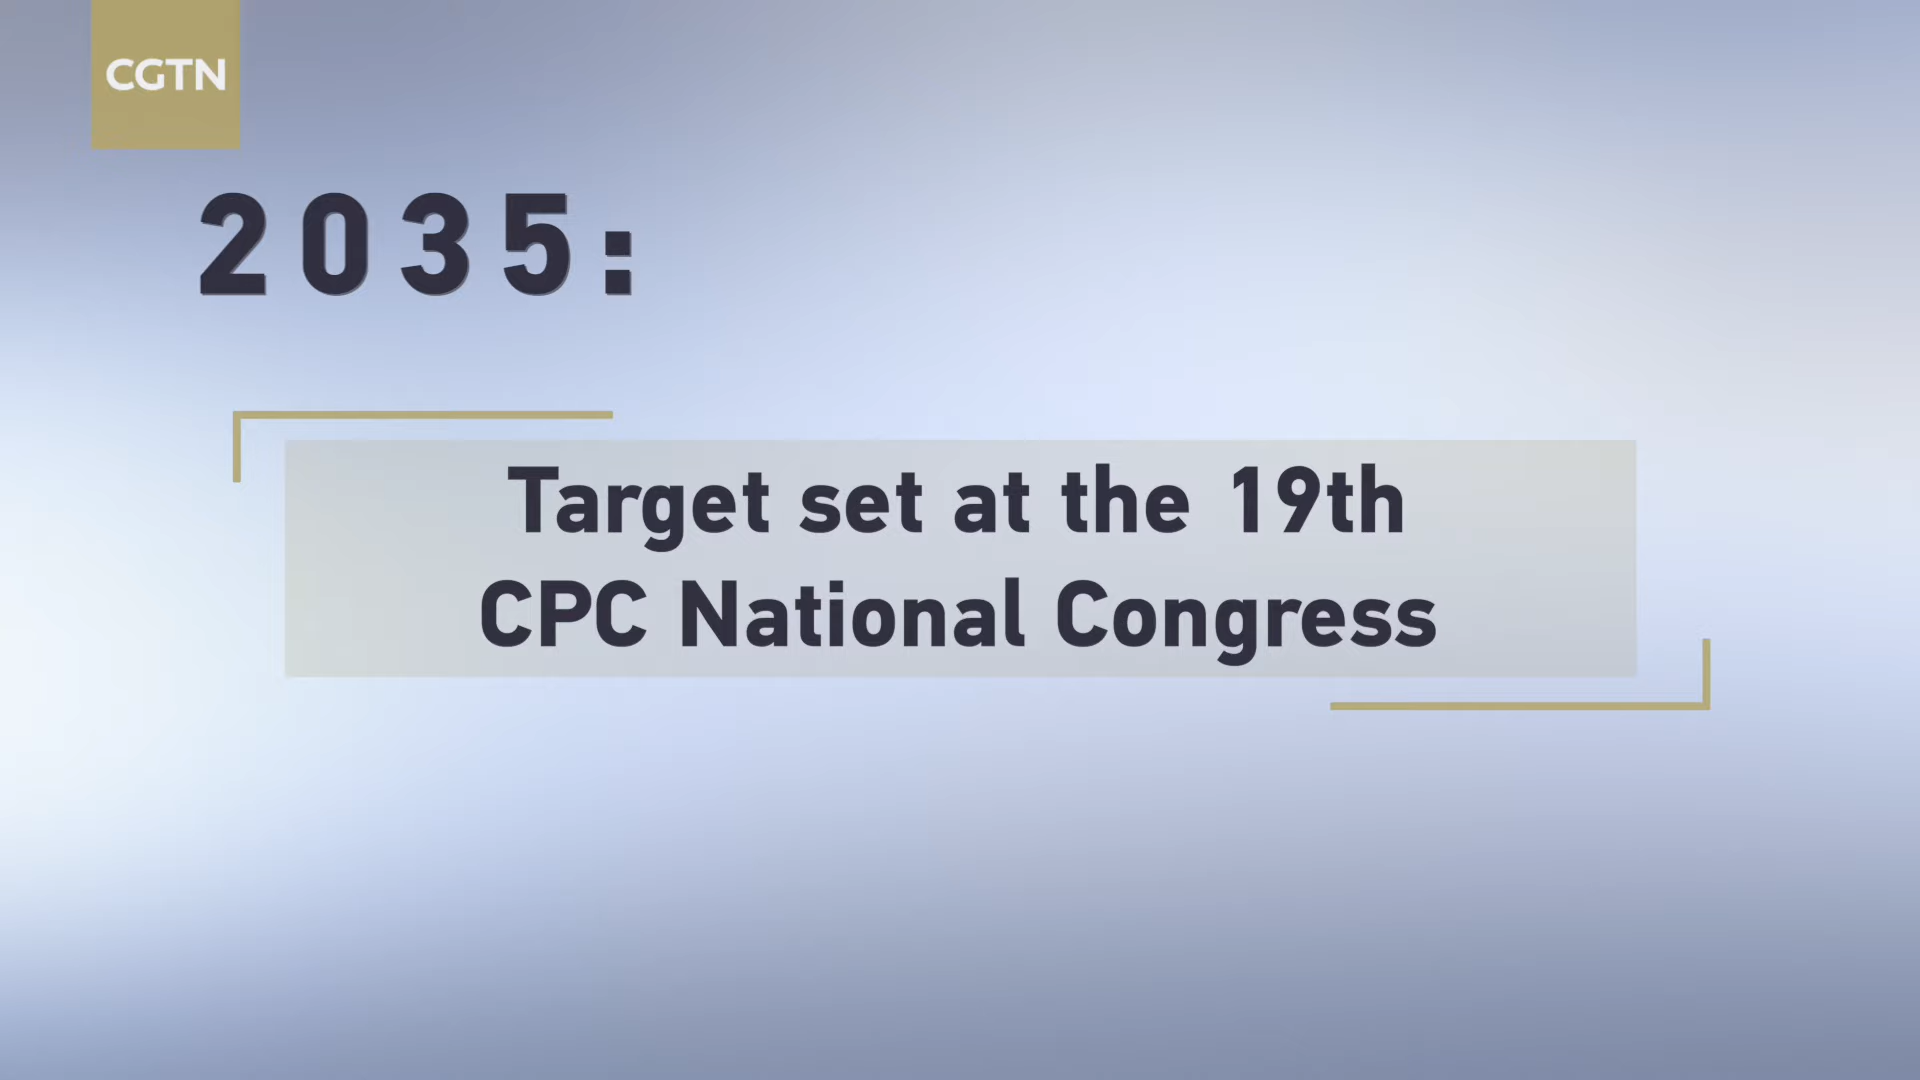 CGTN
2035:
Target set at the 19th
CPC National Congress